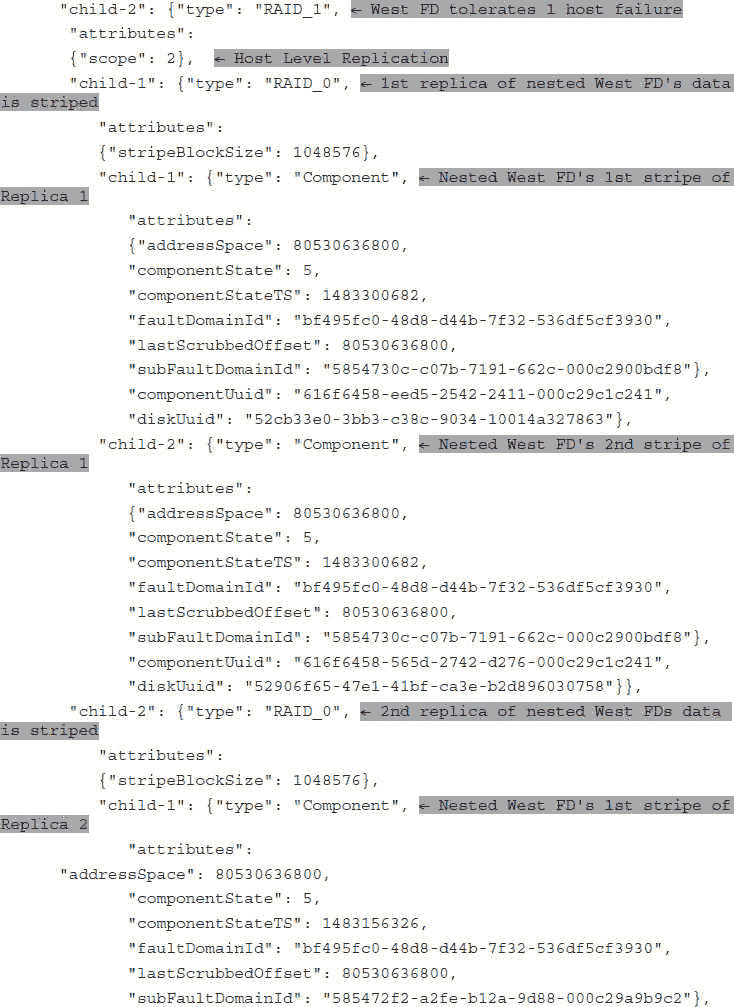 "child-2": {"type": "RAID_1", ← West FD tolerates 1 host failure
"attributes":
{"scope": 2}, ← Host Level Replication
"child-1": {"type": "RAID_0", ← 1st replica of nested West FD's data
is striped
"attributes":
{"stripeBlockSize": 1048576},
"child-1": {"type": "Component", ← Nested West FD's 1st stripe of
Replica 1
"attributes":
{"addressSpace": 80530636800,
"componentState": 5,
"componentStateTS": 1483300682,
"faultDomainId": "bf495fc0-48d8-d44b-7f32-536df5cf3930",
"lastScrubbedOffset": 80530636800,
"subFaultDomainId": "5854730c-c07b-7191-662c-000c2900bdf8"},
"componentUuid": "616f6458-eed5-2542-2411-000c29c1c241",
"diskUuid": "52cb33e0-3bb3-c38c-9034-10014a327863"},
"child-2": {"type": "Component", ← Nested West FD's 2nd stripe of
Replica 1
"attributes":
{"addressSpace": 80530636800,
"componentState": 5,
"componentStateTS": 1483300682,
"faultDomainId": "bf495fc0-48d8-d44b-7f32-536df5cf3930",
"lastScrubbedOffset": 80530636800,
"subFaultDomainId": "5854730c-c07b-7191-662c-000c2900bdf8"},
"componentUuid": "616f6458-565d-2742-d276-000c29c1c241",
"diskUuid": "52906f65-47e1-41bf-ca3e-b2d896030758"}},
"child-2": {"type": "RAID_0", ← 2nd replica of nested West FDs data
is striped
"attributes":
{"stripeBlockSize": 1048576},
"child-1": {"type": "Component", ← Nested West FD's 1st stripe of
Replica 2
"attributes":
"addressSpace": 80530636800,
"componentState": 5,
"componentStateTS": 1483156326,
"faultDomainId": "bf495fc0-48d8-d44b-7f32-536df5cf3930",
"lastScrubbedOffset": 80530636800,
"subFaultDomainId": "585472f2-a2fe-b12a-9d88-000c29a9b9c2"},